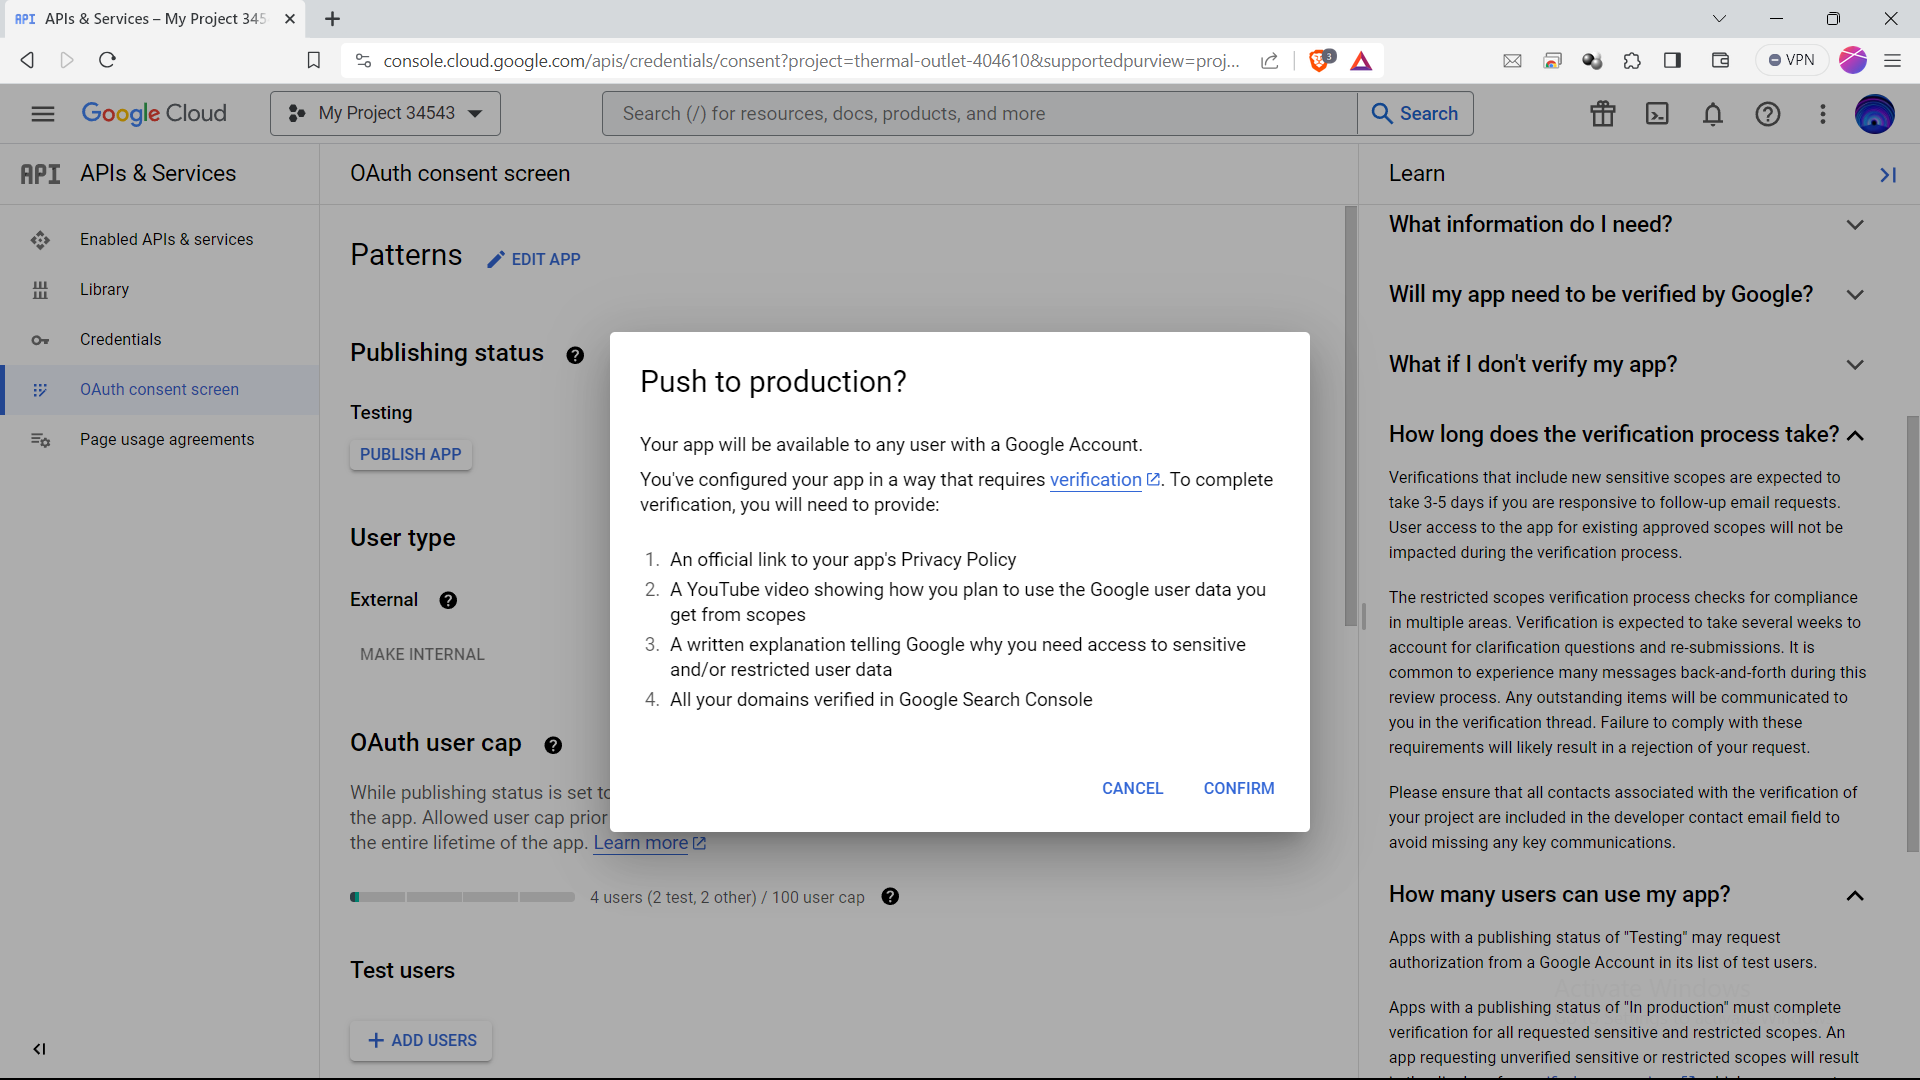 APIs & Services – My Project 345
console.cloud.google.com/apis/credentials/consent?project=thermal-outlet-404610&supportedpurview=proj...
3
VPN
Google Cloud
My Project 34543
Search (/) for resources, docs, products, and more
Search
API APIs & Services
Enabled APIs & services
Library
Credentials
OAuth consent screen
Page usage agreements
OAuth consent screen
Patterns
EDIT APP
Publishing status
Testing
PUBLISH APP
User type
External
MAKE INTERNAL
OAuth user cap
While publishing status is set to
the app. Allowed user cap prior
the entire lifetime of the app. Learn more
4 users (2 test, 2 other) / 100 user cap
Test users
ADD USERS
Push to production?
Your app will be available to any user with a Google Account.
You've configured your app in a way that requires verification. To complete
verification, you will need to provide:
1. An official link to your app's Privacy Policy
2. A YouTube video showing how you plan to use the Google user data you
get from scopes
3. A written explanation telling Google why you need access to sensitive
and/or restricted user data
4. All your domains verified in Google Search Console
CANCEL
CONFIRM
Learn
What information do I need?
Will my app need to be verified by Google?
What if I don't verify my app?
How long does the verification process take?
Verifications that include new sensitive scopes are expected to
take 3-5 days if you are responsive to follow-up email requests.
User access to the app for existing approved scopes will not be
impacted during the verification process.
The restricted scopes verification process checks for compliance
in multiple areas. Verification is expected to take several weeks to
account for clarification questions and re-submissions. It is
common to experience many messages back-and-forth during this
review process. Any outstanding items will be communicated to
you in the verification thread. Failure to comply with these
requirements will likely result in a rejection of your request.
Please ensure that all contacts associated with the verification of
your project are included in the developer contact email field to
avoid missing any key communications.
How many users can use my app?
Apps with a publishing status of "Testing" may request
authorization from a Google Account in its list of test users.
Activate Windows
Apps with a publishing status of "In production" must complete
verification for all requested sensitive and restricted scopes. An
app requesting unverified sensitive or restricted scopes will result